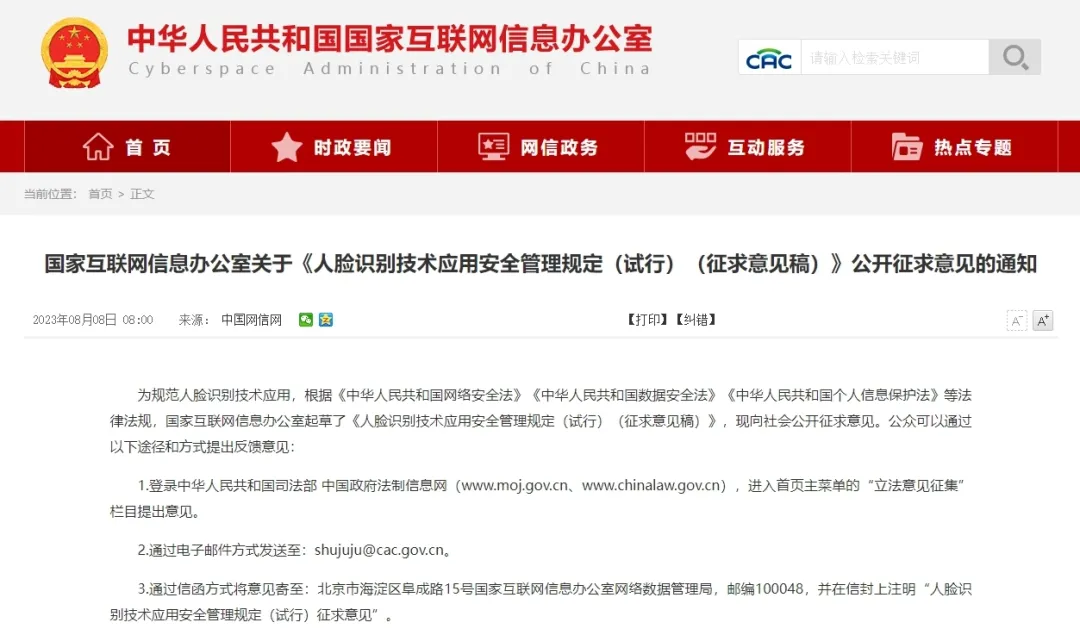 中华人民共和国国家互联网信息办公室
Cyberspace Administration of China
CAC
请输入检索关键词
首页
时政要闻
网信政务
互动服务
热点专题
当前位置： 首页 > 正文
国家互联网信息办公室关于《人脸识别技术应用安全管理规定（试行）（征求意见稿）》公开征求意见的通知
2023年08月08日 08:00 来源： 中国网信网
【打印】【纠错】
A- A+
为规范人脸识别技术应用，根据《中华人民共和国网络安全法》《中华人民共和国数据安全法》《中华人民共和国个人信息保护法》等法
律法规，国家互联网信息办公室起草了《人脸识别技术应用安全管理规定（试行）（征求意见稿）》，现向社会公开征求意见。公众可以通过
以下途径和方式提出反馈意见：
1.登录中华人民共和国司法部 中国政府法制信息网（www.moj.gov.cn、www.chinalaw.gov.cn），进入首页主菜单的“立法意见征集”
栏目提出意见。
2.通过电子邮件方式发送至：shujuju@cac.gov.cn。
3.通过信函方式将意见寄至：北京市海淀区阜成路15号国家互联网信息办公室网络数据管理局，邮编100048，并在信封上注明“人脸识
别技术应用安全管理规定（试行）征求意见”。